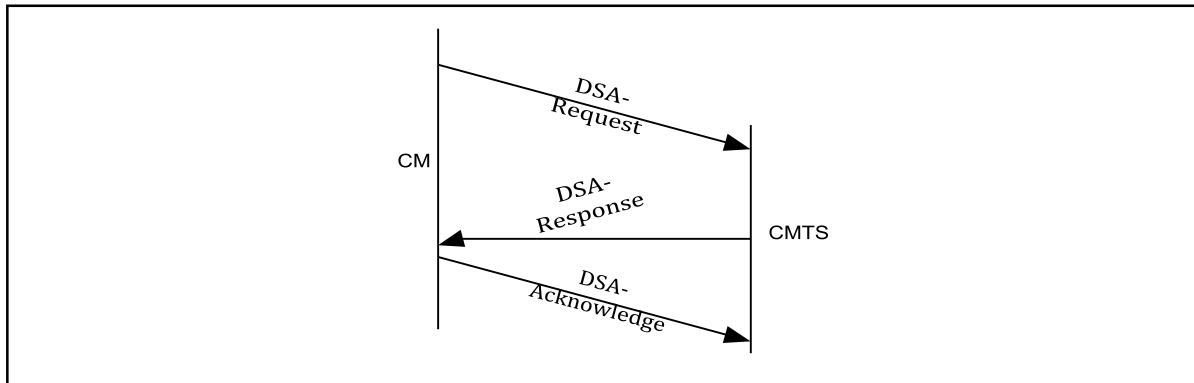 DSA-
Request
CM
DSA-
Response
CMTS
DSA-
Acknowledge